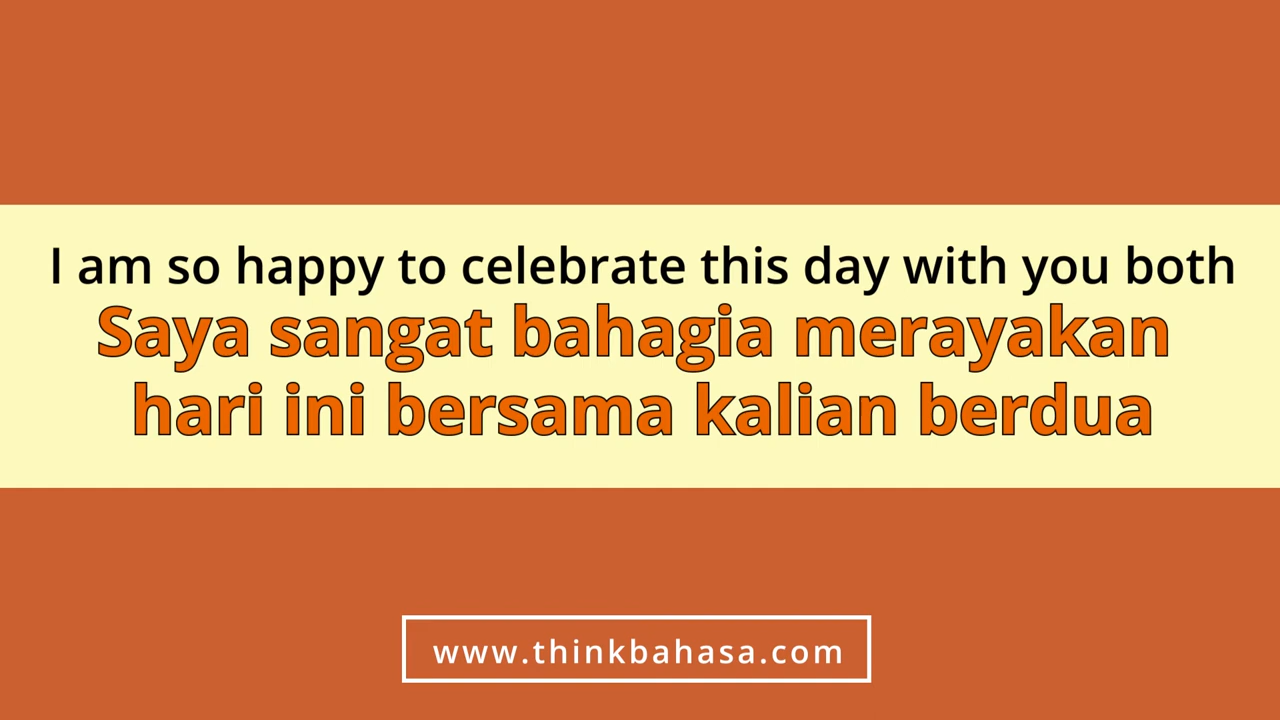 I am so happy to celebrate this day with you both
Saya sangat bahagia merayakan
hari ini bersama kalian berdua
www.thinkbahasa.com